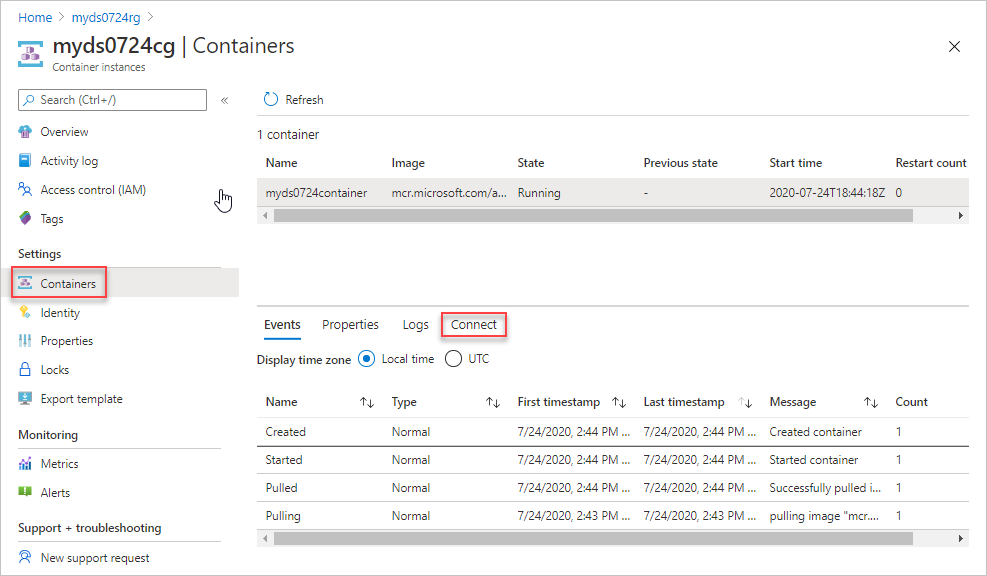 Home > myds0724rg >
myds0724cg | Containers
Container instances
Search (Ctrl+/)
«
Overview
Activity log
Access control (IAM)
Tags
Settings
Containers
Identity
Properties
Locks
Export template
Monitoring
Metrics
Alerts
Support + troubleshooting
New support request
Refresh
1 container
Name Image State Previous state Start time Restart count
myds0724container mcr.microsoft.com/a... Running - 2020-07-24T18:44:18Z 0
Events Properties Logs Connect
Display time zone Local time UTC
Name Type First timestamp Last timestamp Message Count
Created Normal 7/24/2020, 2:44 PM ... 7/24/2020, 2:44 PM ... Created container 1
Started Normal 7/24/2020, 2:44 PM ... 7/24/2020, 2:44 PM ... Started container 1
Pulled Normal 7/24/2020, 2:44 PM ... 7/24/2020, 2:44 PM ... Successfully pulled i... 1
Pulling Normal 7/24/2020, 2:43 PM ... 7/24/2020, 2:43 PM ... pulling image "mcr.... 1